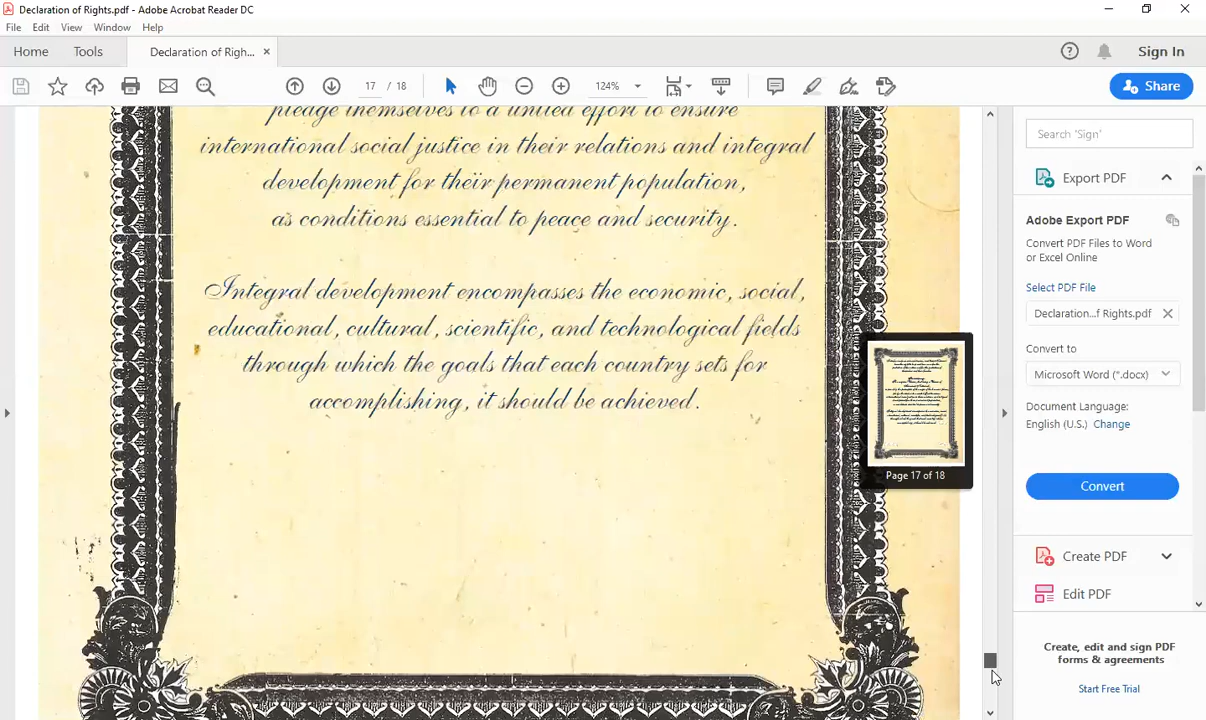 Declaration of Rights.pdf - Adobe Acrobat Reader DC
File Edit View Window Help
Home Tools Declaration of Righ... × Sign In
17 / 18 124% Share
pledge themselves to a united effort to ensure
international social justice in their relations and integral
development for their permanent population,
as conditions essential to peace and security.
Integral development encompasses the economic, social,
educational, cultural, scientific, and technological fields
through which the goals that each country sets for
accomplishing, it should be achieved.
Page 17 of 18
Search 'Sign'
Export PDF
Adobe Export PDF
Convert PDF Files to Word
or Excel Online
Select PDF File
Declaration...f Rights.pdf
Convert to
Microsoft Word (*.docx)
Document Language:
English (U.S.) Change
Convert
Create PDF
Edit PDF
Create, edit and sign PDF
forms & agreements
Start Free Trial